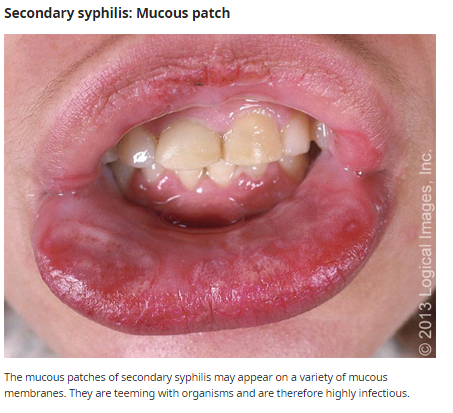 Secondary syphilis: Mucous patch
© 2013 Logical Images, Inc.
The mucous patches of secondary syphilis may appear on a variety of mucous
membranes. They are teeming with organisms and are therefore highly infectious.